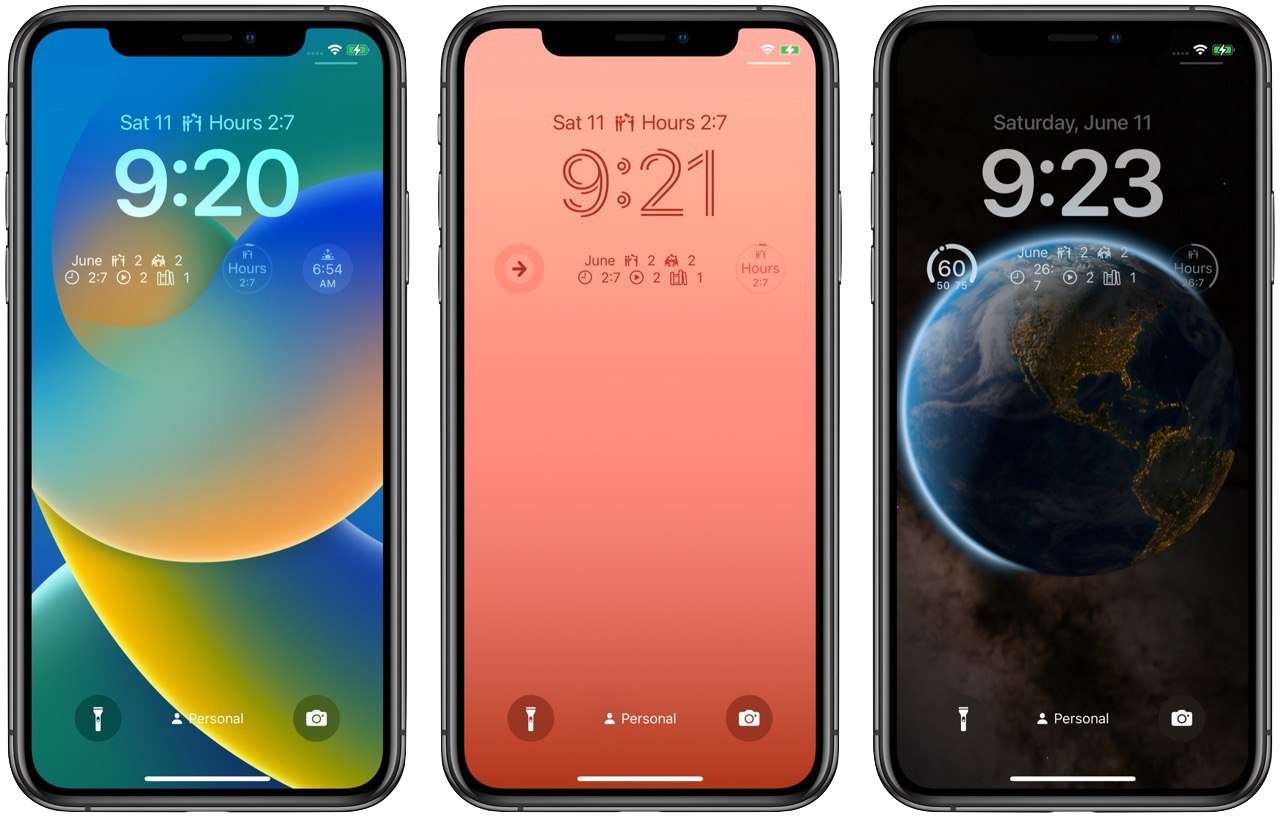 Sat 11 Hours 2:7
9:20
June 2 2
2:7 2 1
Hours
2:7
6:54
AM
Personal
Sat 11 Hours 2:7
9:21
June 2 2
2:7 2 1
Hours
2:7
Personal
Saturday, June 11
9:23
60
50 75
June 2 2
26:
7 2 1
Hours
26:7
Personal